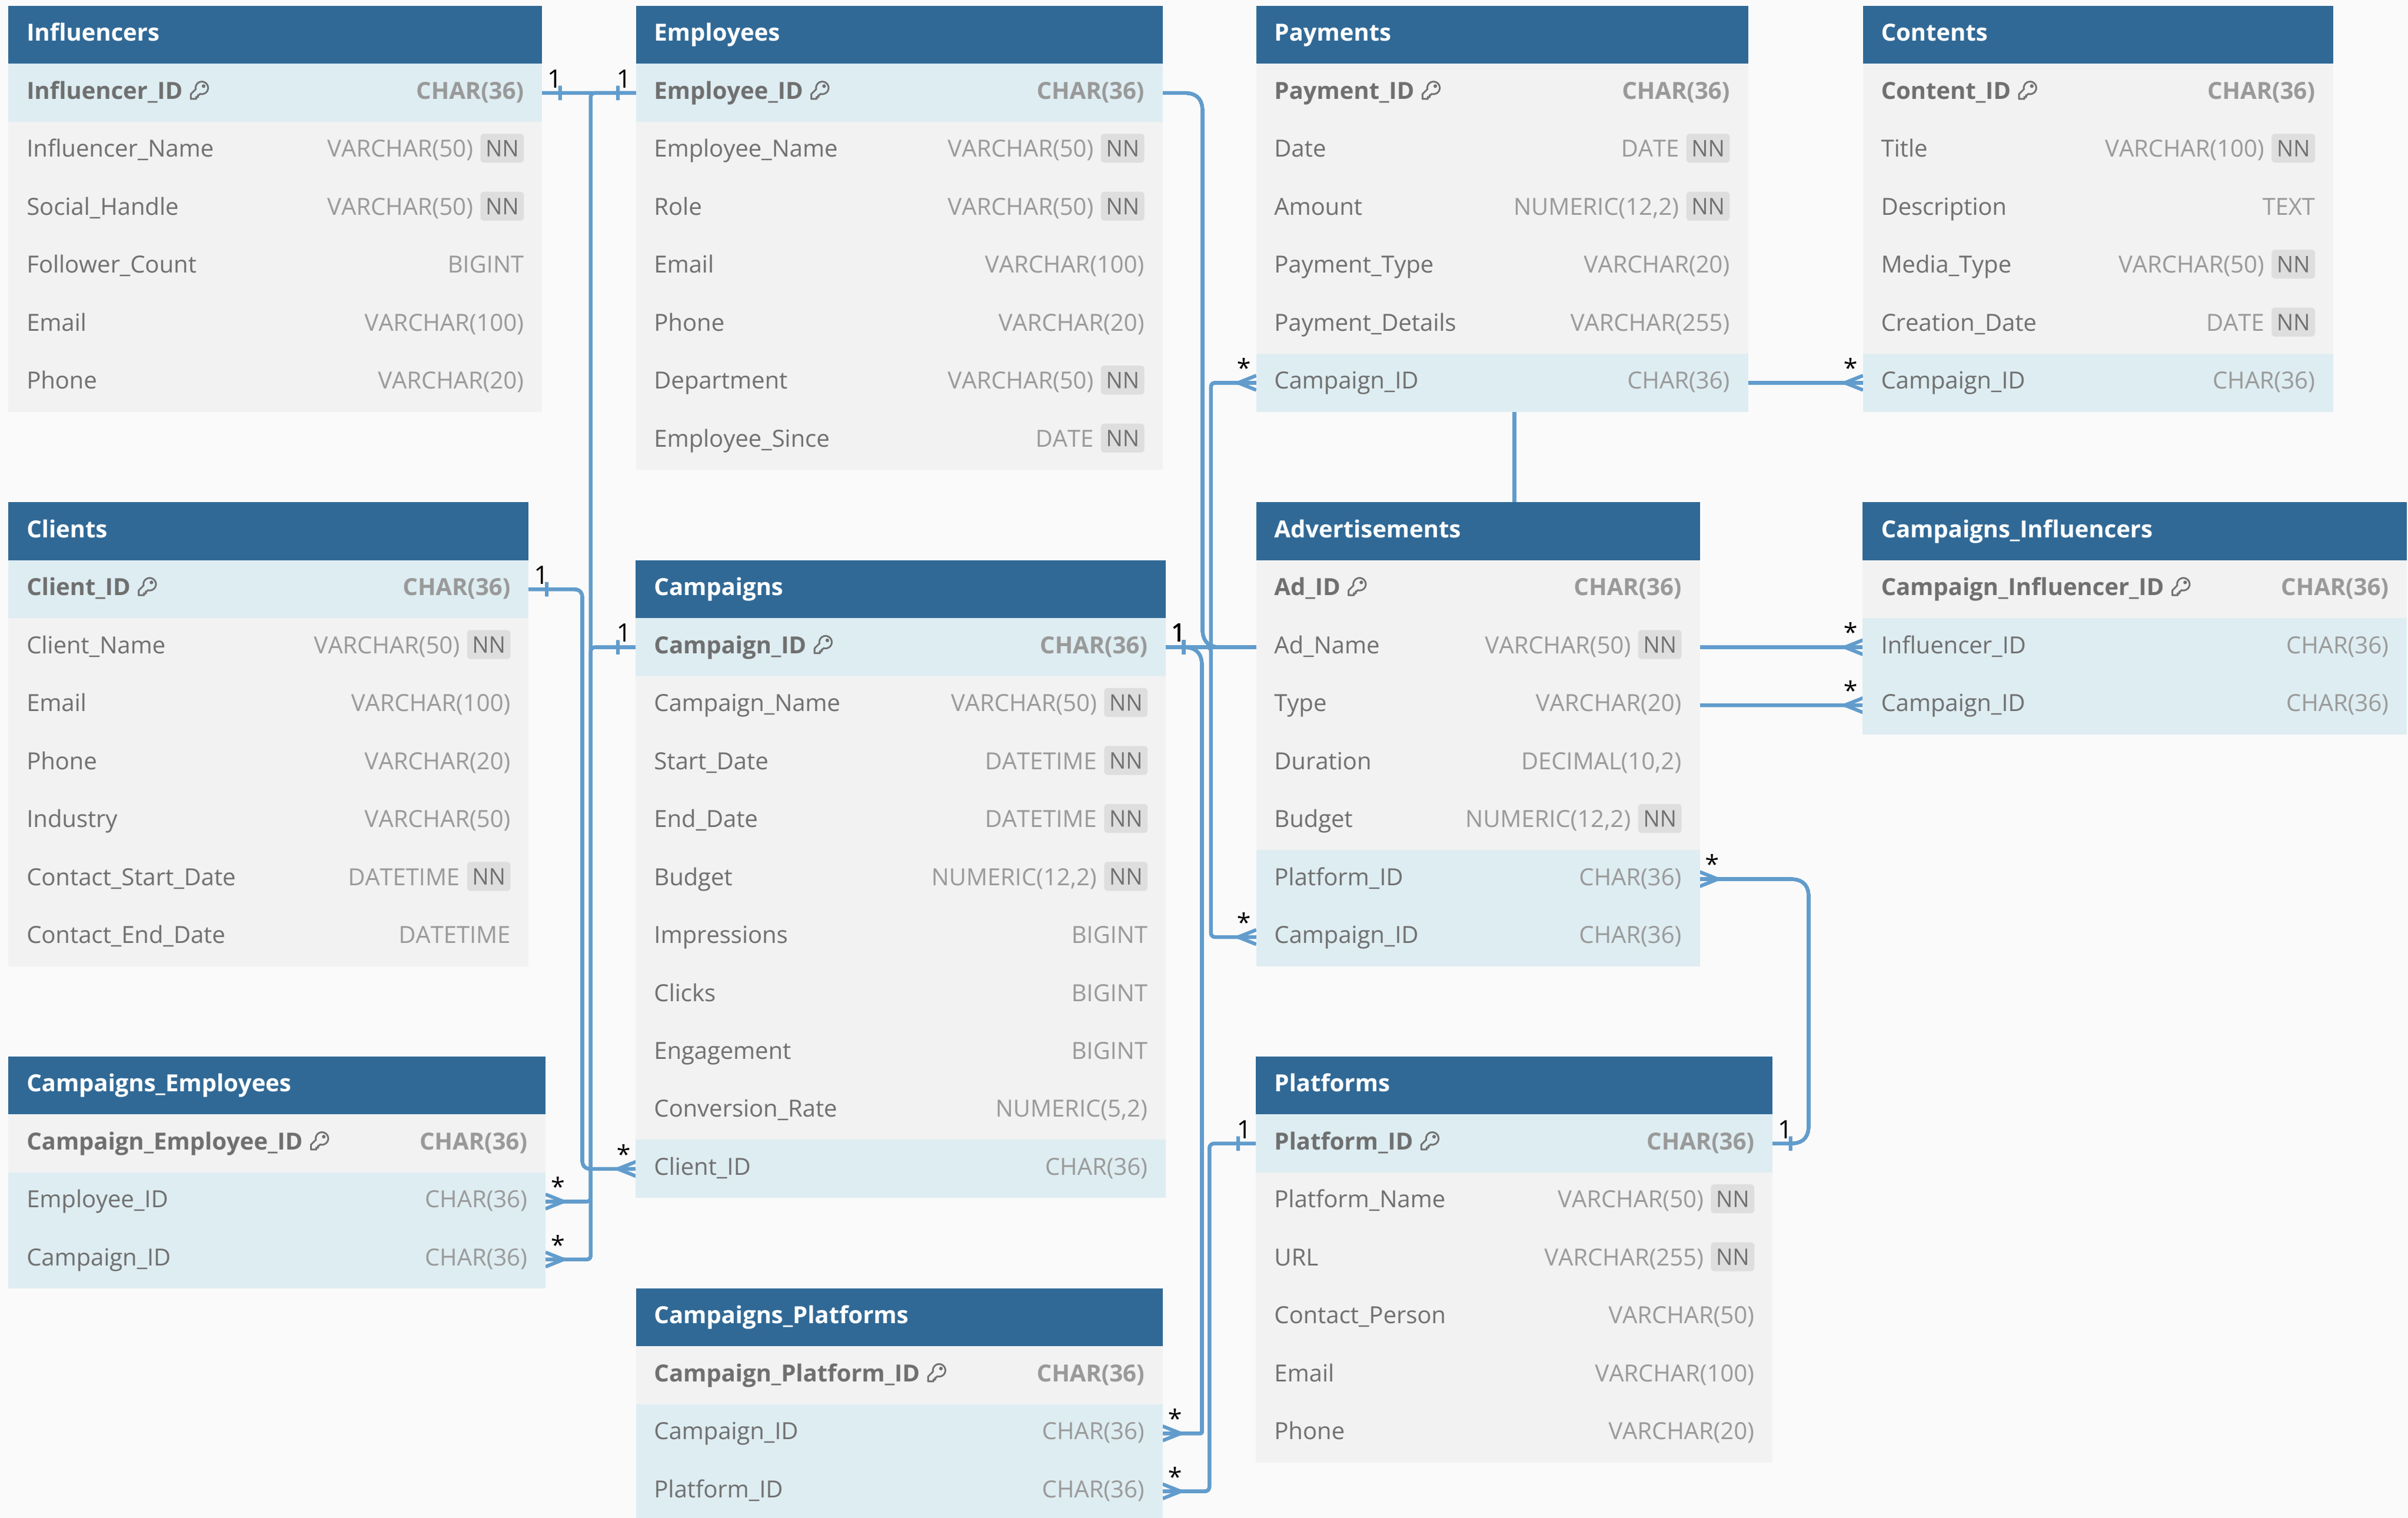 Influencers
Influencer_ID CHAR(36)
Influencer_Name VARCHAR(50) NN
Social_Handle VARCHAR(50) NN
Follower_Count BIGINT
Email VARCHAR(100)
Phone VARCHAR(20)
1
1
Employees
Employee_ID CHAR(36)
Employee_Name VARCHAR(50) NN
Role VARCHAR(50) NN
Email VARCHAR(100)
Phone VARCHAR(20)
Department VARCHAR(50) NN
Employee_Since DATE NN
Payments
Payment_ID CHAR(36)
Date DATE NN
Amount NUMERIC(12,2) NN
Payment_Type VARCHAR(20)
Payment_Details VARCHAR(255)
* Campaign_ID CHAR(36)
Contents
Content_ID CHAR(36)
Title VARCHAR(100) NN
Description TEXT
Media_Type VARCHAR(50) NN
Creation_Date DATE NN
* Campaign_ID CHAR(36)
Clients
Client_ID CHAR(36) 1
Client_Name VARCHAR(50) NN
Email VARCHAR(100)
Phone VARCHAR(20)
Industry VARCHAR(50)
Contact_Start_Date DATETIME NN
Contact_End_Date DATETIME
Campaigns
1 Campaign_ID CHAR(36) 1
Campaign_Name VARCHAR(50) NN
Start_Date DATETIME NN
End_Date DATETIME NN
Budget NUMERIC(12,2) NN
Impressions BIGINT
Clicks BIGINT
Engagement BIGINT
Conversion_Rate NUMERIC(5,2)
* Client_ID CHAR(36)
Advertisements
Ad_ID CHAR(36)
Ad_Name VARCHAR(50) NN
Type VARCHAR(20)
Duration DECIMAL(10,2)
Budget NUMERIC(12,2) NN
Platform_ID CHAR(36) *
* Campaign_ID CHAR(36)
Campaigns_Influencers
Campaign_Influencer_ID CHAR(36)
* Influencer_ID CHAR(36)
* Campaign_ID CHAR(36)
Campaigns_Employees
Campaign_Employee_ID CHAR(36)
Employee_ID CHAR(36) *
Campaign_ID CHAR(36) *
Campaigns_Platforms
Campaign_Platform_ID CHAR(36)
Campaign_ID CHAR(36) *
Platform_ID CHAR(36) *
Platforms
1 Platform_ID CHAR(36) 1
Platform_Name VARCHAR(50) NN
URL VARCHAR(255) NN
Contact_Person VARCHAR(50)
Email VARCHAR(100)
Phone VARCHAR(20)